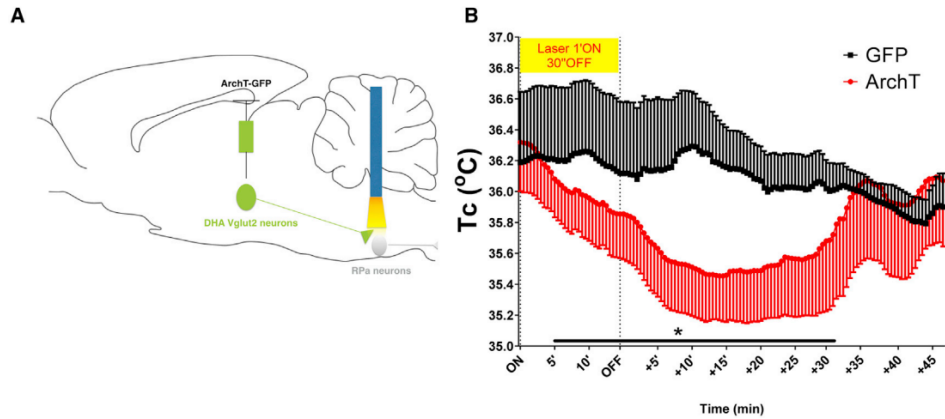 A
ArchT-GFP
DHA Vglut2 neurons
RPa neurons
B
Laser 1'ON
30"OFF
GFP
ArchT
Tc (⁰C)
37.0
36.8
36.6
36.4
36.2
36.0
35.8
35.6
35.4
35.2
35.0
*
ON
5'
10'
OFF
+5'
+10'
+15
+20
+25
+30
+35
+40
+45
Time (min)